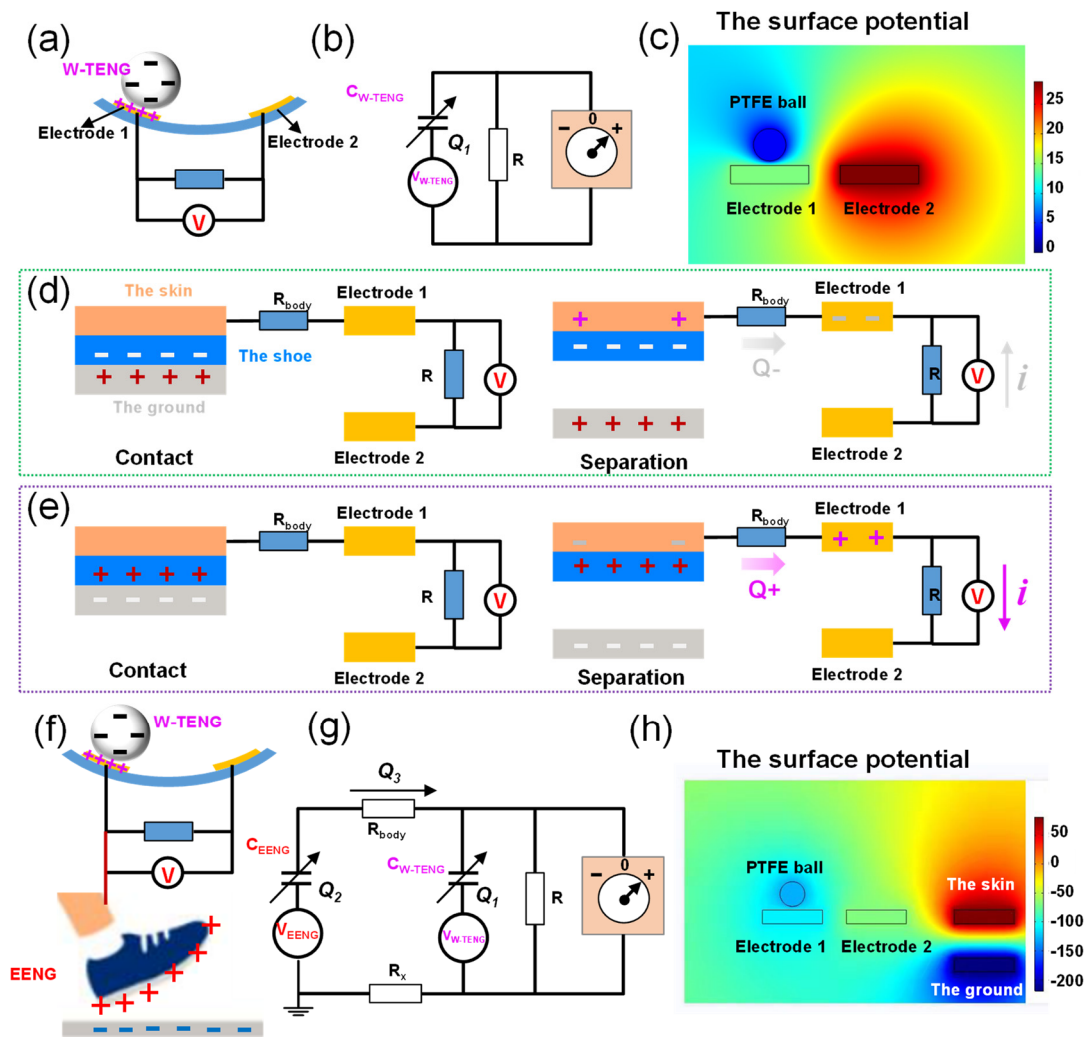 (a)
W-TENG
Electrode 1
Electrode 2
V
(b)
C_W-TENG
Q_1
V_W-TENG
R
− 0 +
(c)
The surface potential
PTFE ball
Electrode 1
Electrode 2
25
20
15
10
5
0
(d)
The skin
The shoe
The ground
R_body
Electrode 1
R
V
Electrode 2
Contact
R_body
Electrode 1
Q-
R
V
i
Electrode 2
Separation
(e)
R_body
Electrode 1
R
V
Electrode 2
Contact
R_body
Electrode 1
Q+
R
V
i
Electrode 2
Separation
(f)
W-TENG
V
EENG
(g)
Q_3
R_body
C_EENG
Q_2
V_EENG
C_W-TENG
Q_1
V_W-TENG
R
R_x
− 0 +
(h)
The surface potential
PTFE ball
The skin
Electrode 1
Electrode 2
The ground
50
0
-50
-100
-150
-200